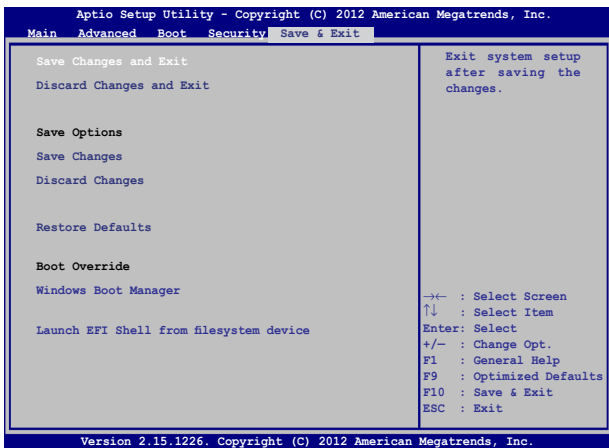 Aptio Setup Utility - Copyright (C) 2012 American Megatrends, Inc.
Main Advanced Boot Security Save & Exit
Save Changes and Exit
Discard Changes and Exit
Save Options
Save Changes
Discard Changes
Restore Defaults
Boot Override
Windows Boot Manager
Launch EFI Shell from filesystem device
Exit system setup
after saving the
changes.
→← : Select Screen
↑↓ : Select Item
Enter: Select
+/— : Change Opt.
F1 : General Help
F9 : Optimized Defaults
F10 : Save & Exit
ESC : Exit
Version 2.15.1226. Copyright (C) 2012 American Megatrends, Inc.